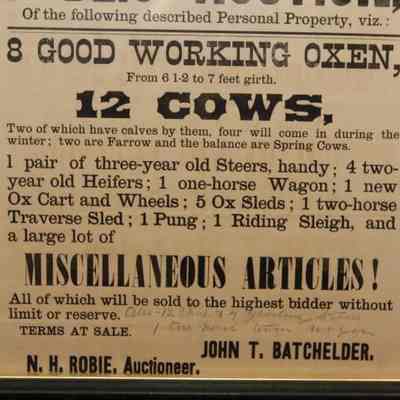 Of the following described Personal Property, viz.:
8 GOOD WORKING OXEN,
From 6 1-2 to 7 feet girth.
12 COWS,
Two of which have calves by them, four will come in during the
winter; two are Farrow and the balance are Spring Cows.
1 pair of three-year old Steers, handy; 4 two-
year old Heifers; 1 one-horse Wagon; 1 new
Ox Cart and Wheels; 5 Ox Sleds; 1 two-horse
Traverse Sled; 1 Pung; 1 Riding Sleigh, and
a large lot of
MISCELLANEOUS ARTICLES!
All of which will be sold to the highest bidder without
limit or reserve.
TERMS AT SALE.
JOHN T. BATCHELDER.
N. H. ROBIE, Auctioneer.